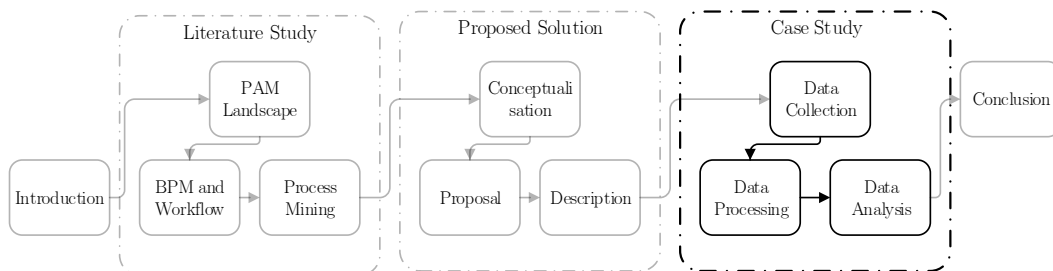 Literature Study
Proposed Solution
Case Study
PAM
Landscape
Conceptuali
sation
Data
Collection
Conclusion
Introduction
BPM and
Workflow
Process
Mining
Proposal
Description
Data
Processing
Data
Analysis